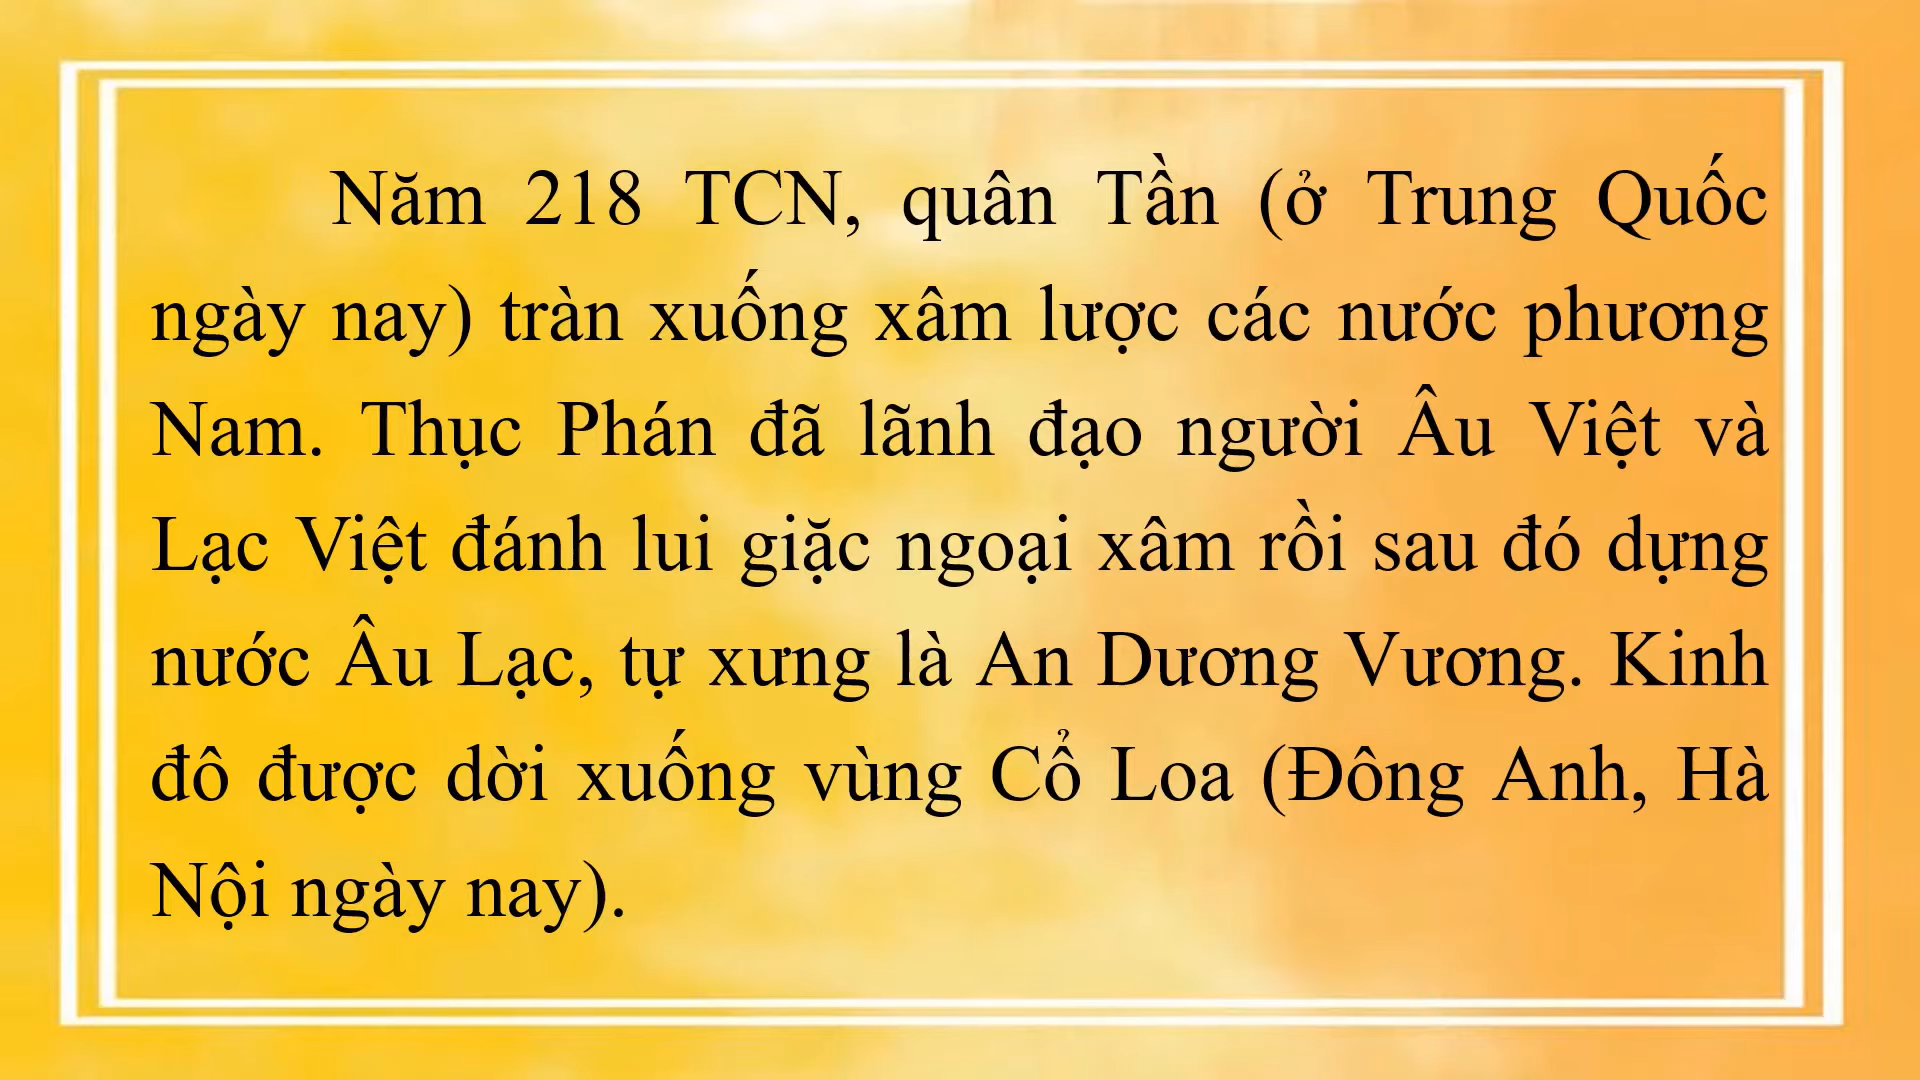 Năm 218 TCN, quân Tần (ở Trung Quốc
ngày nay) tràn xuống xâm lược các nước phương
Nam. Thục Phán đã lãnh đạo người Âu Việt và
Lạc Việt đánh lui giặc ngoại xâm rồi sau đó dựng
nước Âu Lạc, tự xưng là An Dương Vương. Kinh
đô được dời xuống vùng Cổ Loa (Đông Anh, Hà
Nội ngày nay).